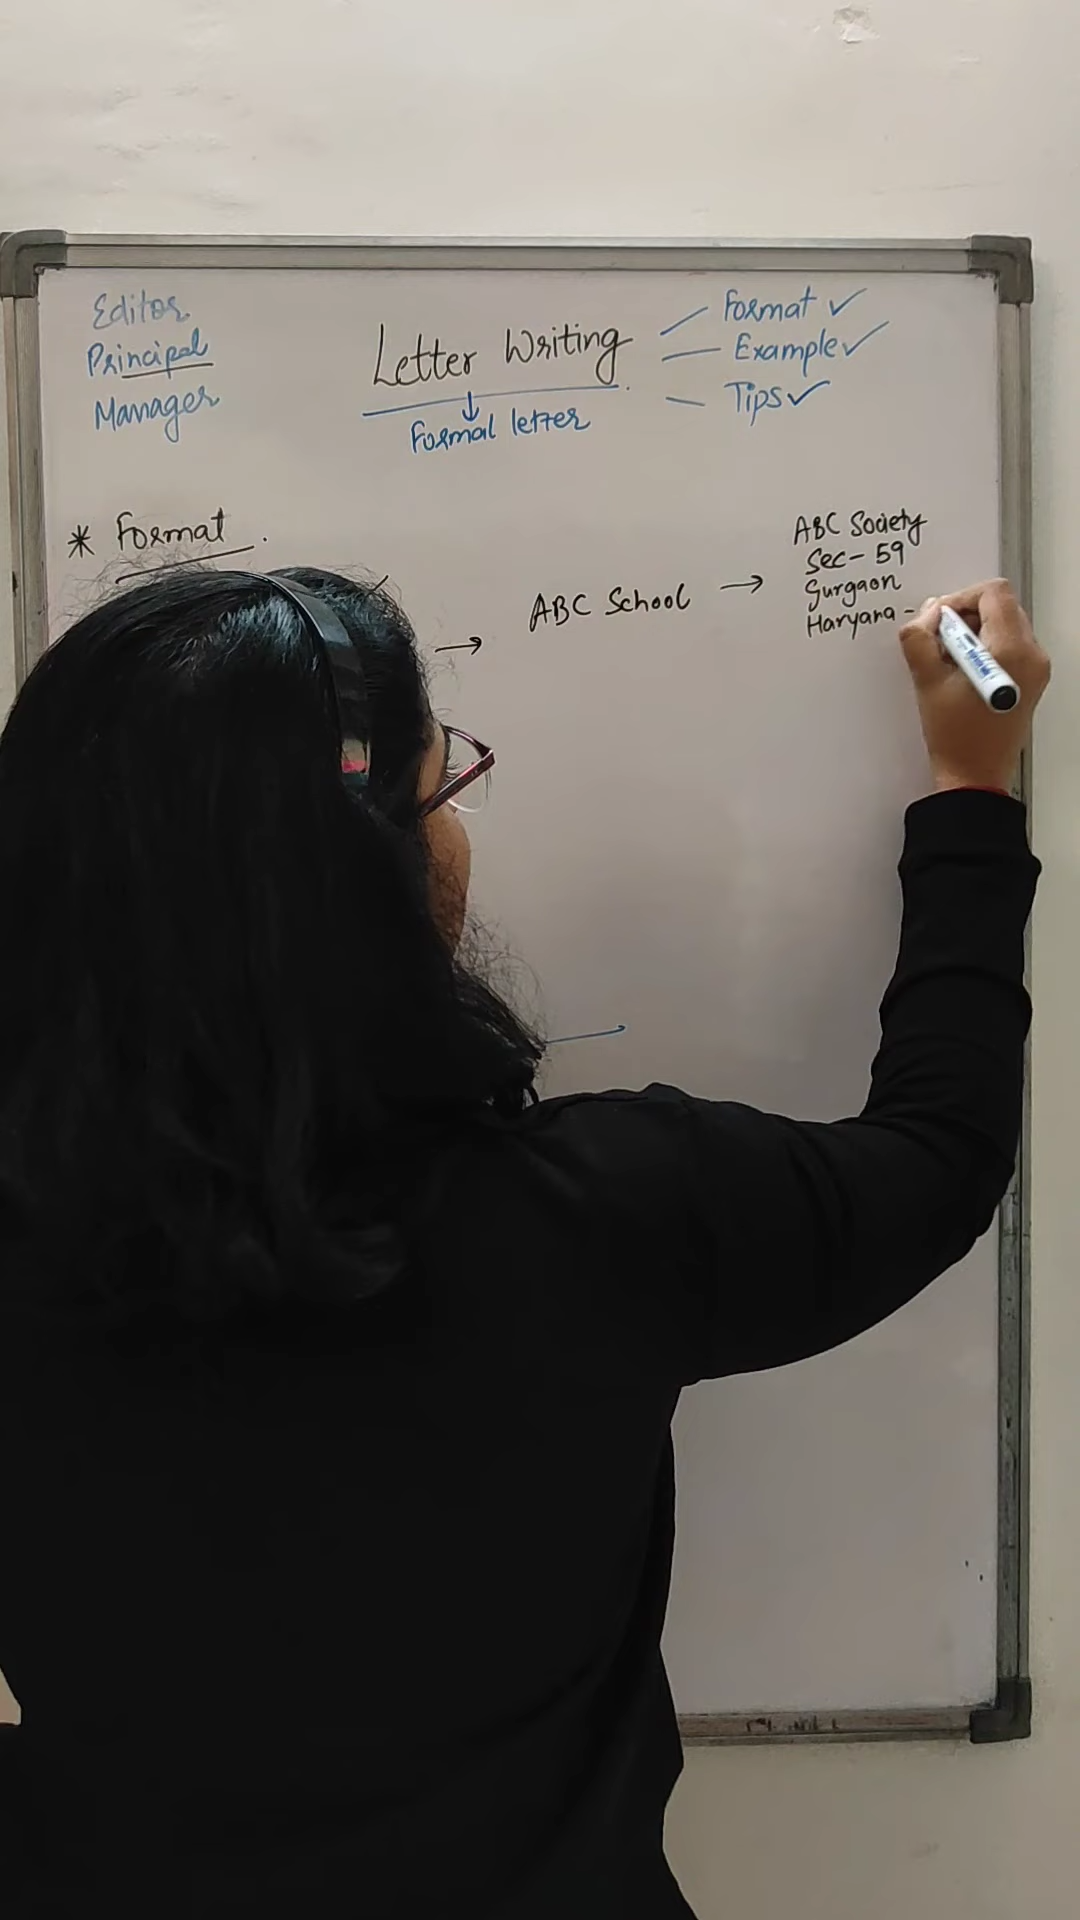 Editor
Principal
Manager
Letter Writing
Formal letter
Format ✓
Example ✓
Tips ✓
* Format.
→ ABC School →
ABC Society
Sec - 59
Gurgaon
Haryana -